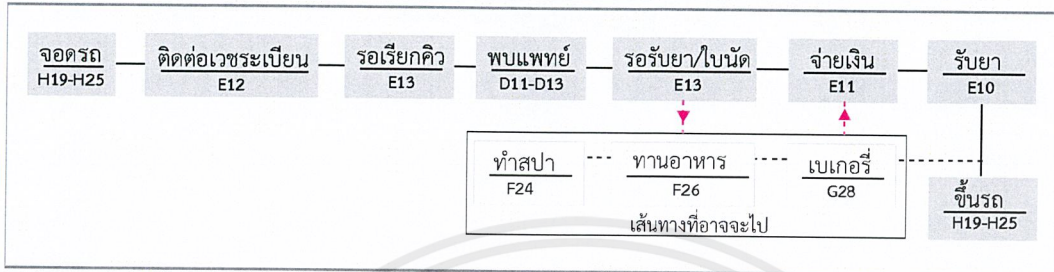 จอดรถ
H19-H25
ติดต่อเวชระเบียน
E12
รอเรียกคิว
E13
พบแพทย์
D11-D13
รอรับยา/ใบนัด
E13
จ่ายเงิน
E11
รับยา
E10
ทำสปา
F24
ทานอาหาร
F26
เบเกอรี่
G28
เส้นทางที่อาจจะไป
ขึ้นรถ
H19-H25